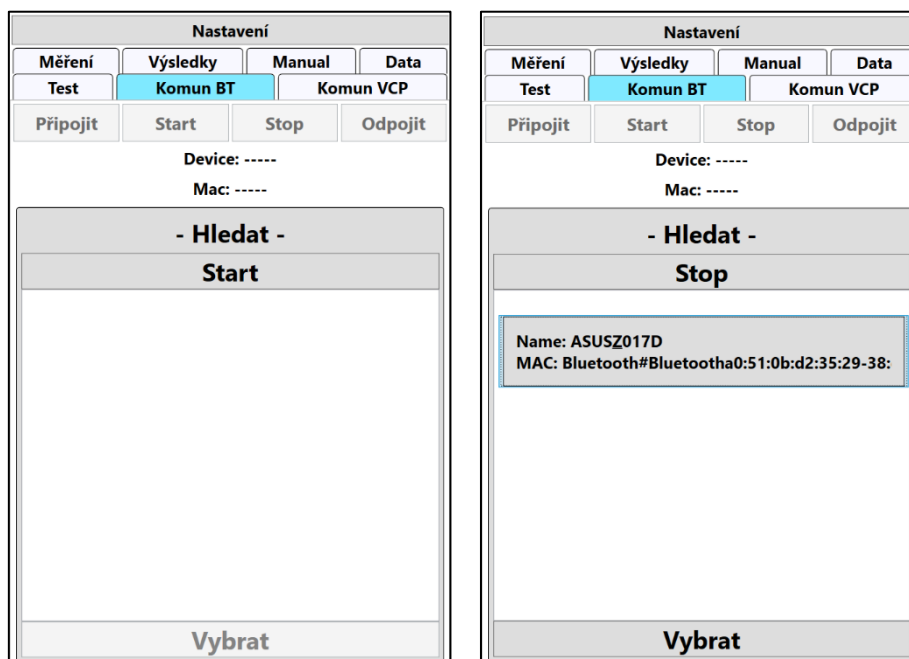 Nastavení
Měření Výsledky Manual Data
Test Komun BT Komun VCP
Připojit Start Stop Odpojit
Device: -----
Mac: -----
- Hledat -
Start
Vybrat
Nastavení
Měření Výsledky Manual Data
Test Komun BT Komun VCP
Připojit Start Stop Odpojit
Device: -----
Mac: -----
- Hledat -
Stop
Name: ASUSZ017D
MAC: Bluetooth#Bluetootha0:51:0b:d2:35:29-38:
Vybrat